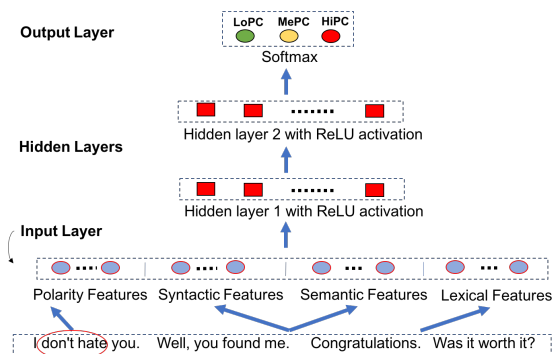 Output Layer
LoPC MePC HiPC
Softmax
Hidden layer 2 with ReLU activation
Hidden Layers
Hidden layer 1 with ReLU activation
Input Layer
Polarity Features Syntactic Features Semantic Features Lexical Features
I don't hate you. Well, you found me. Congratulations. Was it worth it?